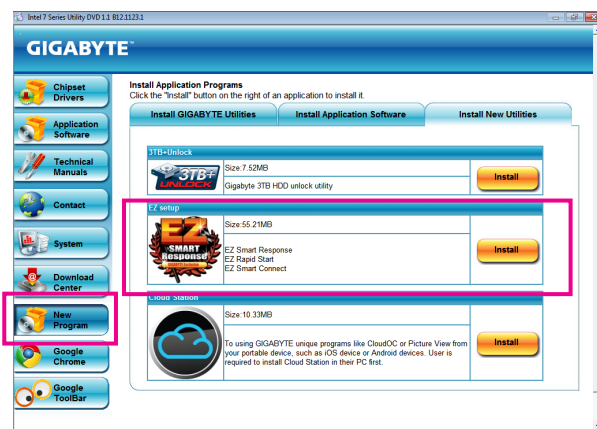 Intel 7 Series Utility DVD 1.1 B12.1123.1
GIGABYTE™
Chipset
Drivers
Application
Software
Technical
Manuals
Contact
System
Download
Center
New
Program
Google
Chrome
Google
ToolBar
Install Application Programs
Click the "Install" button on the right of an application to install it.
Install GIGABYTE Utilities
Install Application Software
Install New Utilities
3TB+Unlock
3TB+
UNLOCK
Size:7.52MB
Gigabyte 3TB HDD unlock utility
Install
EZ setup
EZ
SMART
Response
Size:55.21MB
EZ Smart Response
EZ Rapid Start
EZ Smart Connect
Install
Cloud Station
Size:10.33MB
To using GIGABYTE unique programs like CloudOC or Picture View from
your portable device, such as iOS device or Android devices. User is
required to install Cloud Station in their PC first.
Install